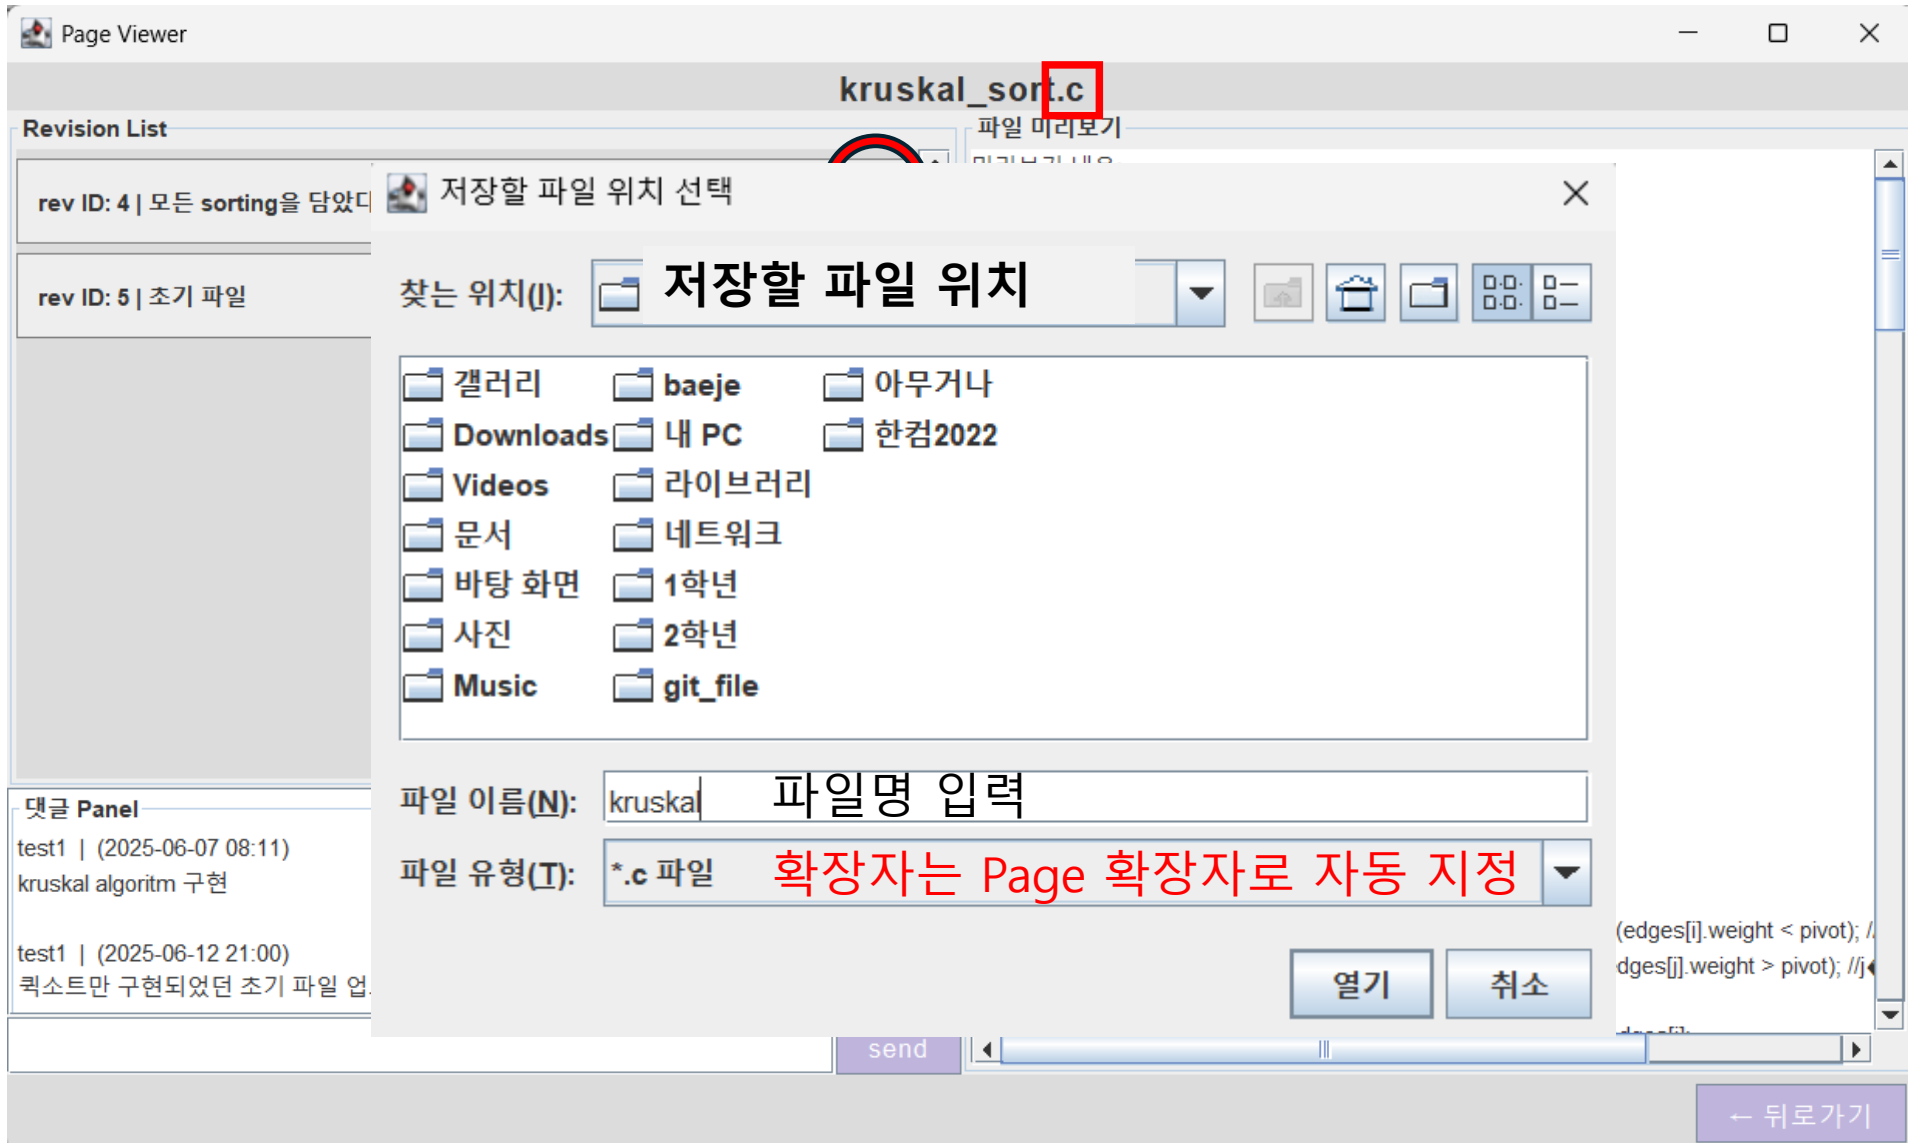 Page Viewer
kruskal_sort.c
Revision List
파일 미리보기
rev ID: 4 | 모든 sorting을 담았다
rev ID: 5 | 초기 파일
저장할 파일 위치 선택
찾는 위치(I):
저장할 파일 위치
갤러리
Downloads
Videos
문서
바탕 화면
사진
Music
baeje
내 PC
라이브러리
네트워크
1학년
2학년
git_file
아무거나
한컴2022
파일 이름(N): kruskal 파일명 입력
파일 유형(T): *.c 파일 확장자는 Page 확장자로 자동 지정
열기
취소
댓글 Panel
test1 | (2025-06-07 08:11)
kruskal algoritm 구현
test1 | (2025-06-12 21:00)
퀵소트만 구현되었던 초기 파일 업
send
(edges[i].weight < pivot); /
dges[j].weight > pivot); //j
← 뒤로가기